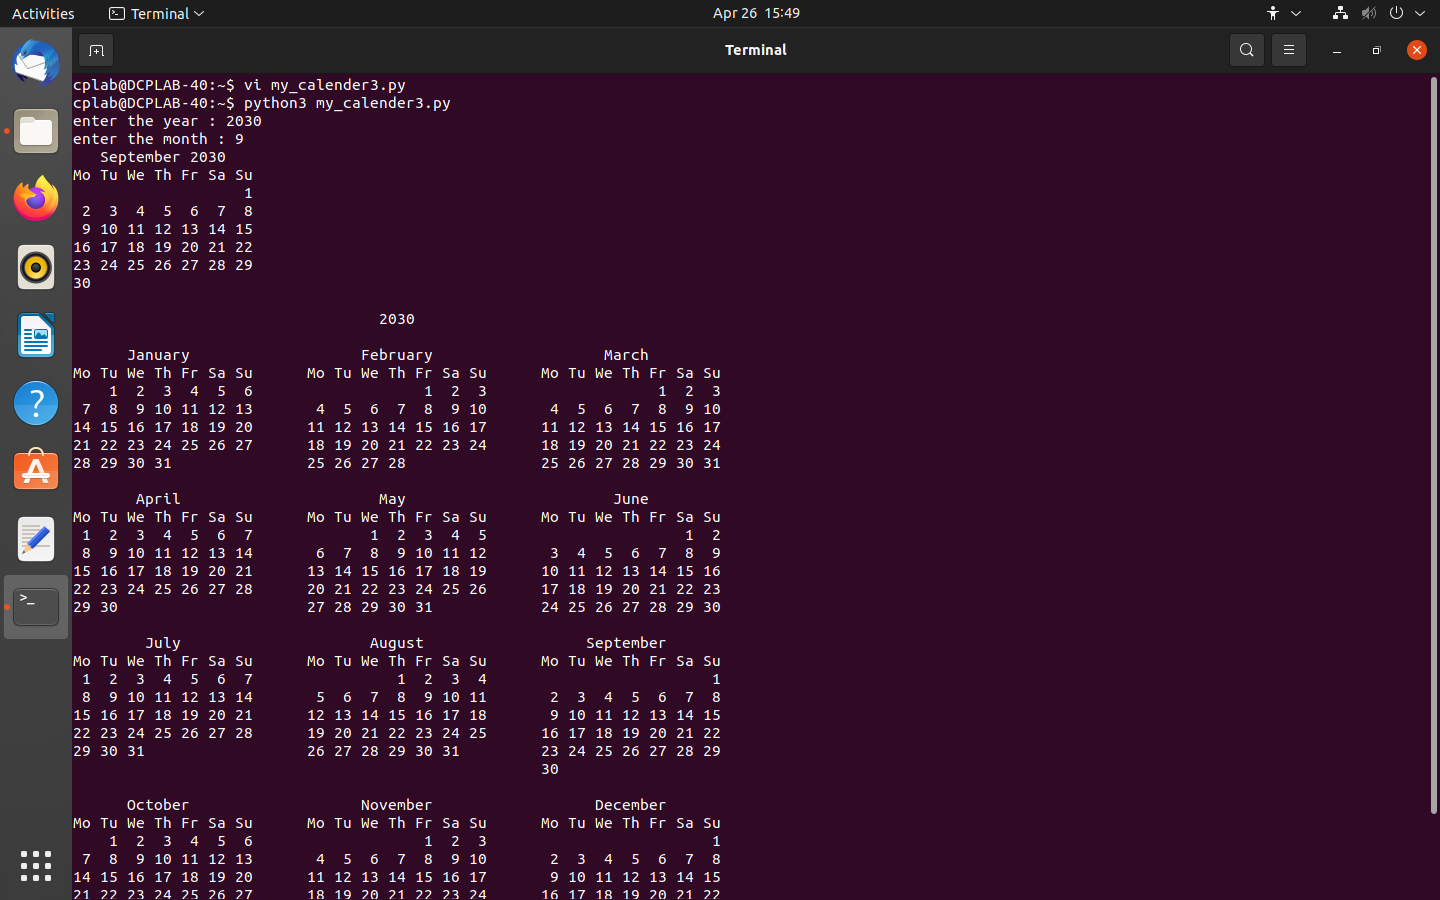 Activities Terminal Apr 26 15:49
Terminal
cplab@DCPLAB-40:~$ vi my_calender3.py
cplab@DCPLAB-40:~$ python3 my_calender3.py
enter the year : 2030
enter the month : 9
   September 2030
Mo Tu We Th Fr Sa Su
                   1
 2  3  4  5  6  7  8
 9 10 11 12 13 14 15
16 17 18 19 20 21 22
23 24 25 26 27 28 29
30
                                  2030
      January                   February                   March
Mo Tu We Th Fr Sa Su      Mo Tu We Th Fr Sa Su      Mo Tu We Th Fr Sa Su
    1  2  3  4  5  6                   1  2  3                   1  2  3
 7  8  9 10 11 12 13       4  5  6  7  8  9 10       4  5  6  7  8  9 10
14 15 16 17 18 19 20      11 12 13 14 15 16 17      11 12 13 14 15 16 17
21 22 23 24 25 26 27      18 19 20 21 22 23 24      18 19 20 21 22 23 24
28 29 30 31               25 26 27 28               25 26 27 28 29 30 31
       April                      May                       June
Mo Tu We Th Fr Sa Su      Mo Tu We Th Fr Sa Su      Mo Tu We Th Fr Sa Su
 1  2  3  4  5  6  7             1  2  3  4  5                      1  2
 8  9 10 11 12 13 14       6  7  8  9 10 11 12       3  4  5  6  7  8  9
15 16 17 18 19 20 21      13 14 15 16 17 18 19      10 11 12 13 14 15 16
22 23 24 25 26 27 28      20 21 22 23 24 25 26      17 18 19 20 21 22 23
29 30                     27 28 29 30 31            24 25 26 27 28 29 30
        July                     August                  September
Mo Tu We Th Fr Sa Su      Mo Tu We Th Fr Sa Su      Mo Tu We Th Fr Sa Su
 1  2  3  4  5  6  7                1  2  3  4                         1
 8  9 10 11 12 13 14       5  6  7  8  9 10 11       2  3  4  5  6  7  8
15 16 17 18 19 20 21      12 13 14 15 16 17 18       9 10 11 12 13 14 15
22 23 24 25 26 27 28      19 20 21 22 23 24 25      16 17 18 19 20 21 22
29 30 31                  26 27 28 29 30 31         23 24 25 26 27 28 29
                                                    30
      October                   November                  December
Mo Tu We Th Fr Sa Su      Mo Tu We Th Fr Sa Su      Mo Tu We Th Fr Sa Su
    1  2  3  4  5  6                   1  2  3                         1
 7  8  9 10 11 12 13       4  5  6  7  8  9 10       2  3  4  5  6  7  8
14 15 16 17 18 19 20      11 12 13 14 15 16 17       9 10 11 12 13 14 15
21 22 23 24 25 26 27      18 19 20 21 22 23 24      16 17 18 19 20 21 22